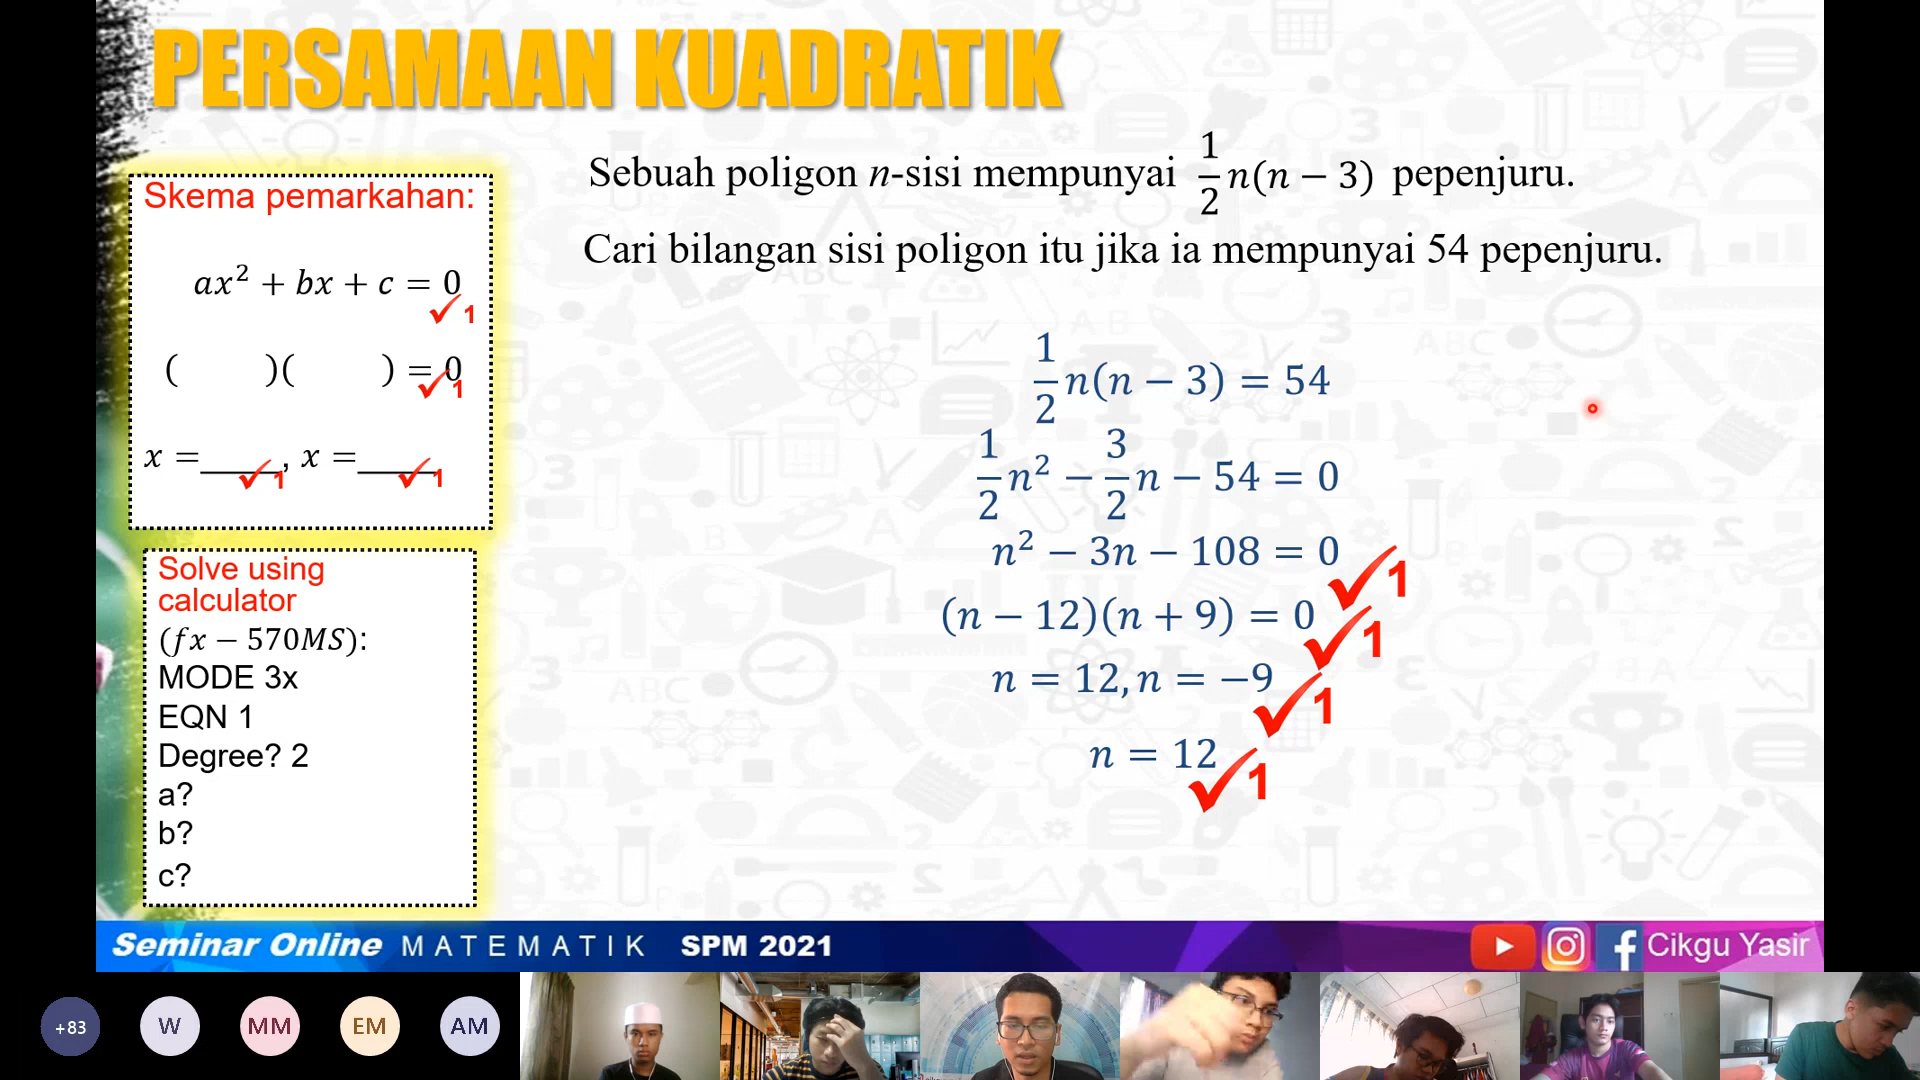 PERSAMAAN KUADRATIK
Sebuah poligon n-sisi mempunyai 1/2 n(n − 3) pepenjuru.
Cari bilangan sisi poligon itu jika ia mempunyai 54 pepenjuru.
Skema pemarkahan:
ax² + bx + c = 0
✓1
( )( ) = 0
✓1
x =____, x =____
✓1 ✓1
Solve using
calculator
(fx − 570MS):
MODE 3x
EQN 1
Degree? 2
a?
b?
c?
1/2 n(n − 3) = 54
1/2 n² − 3/2 n − 54 = 0
n² − 3n − 108 = 0
✓1
(n − 12)(n + 9) = 0
✓1
n = 12, n = −9
✓1
n = 12
✓1
Seminar Online MATEMATIK SPM 2021
Cikgu Yasir
+83 W MM EM AM